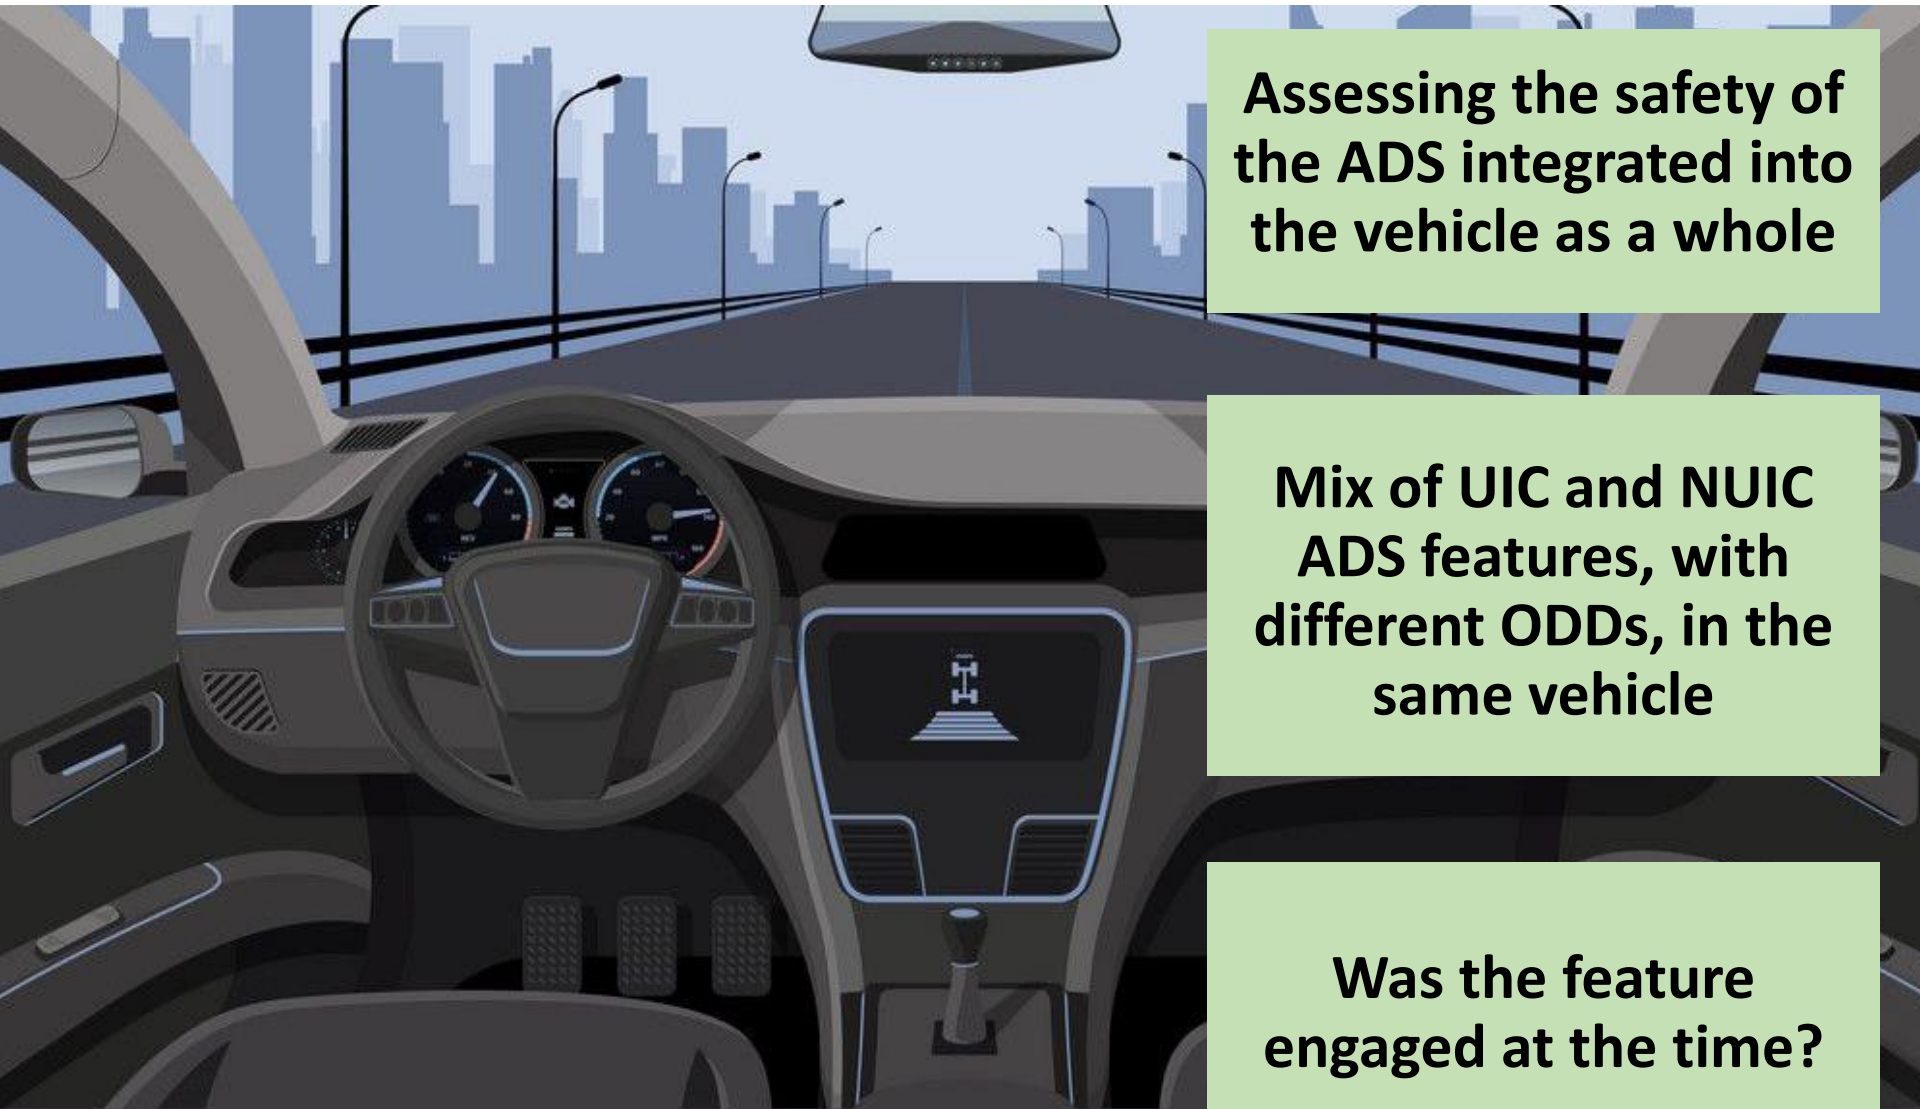 Assessing the safety of
the ADS integrated into
the vehicle as a whole
Mix of UIC and NUIC
ADS features, with
different ODDs, in the
same vehicle
Was the feature
engaged at the time?